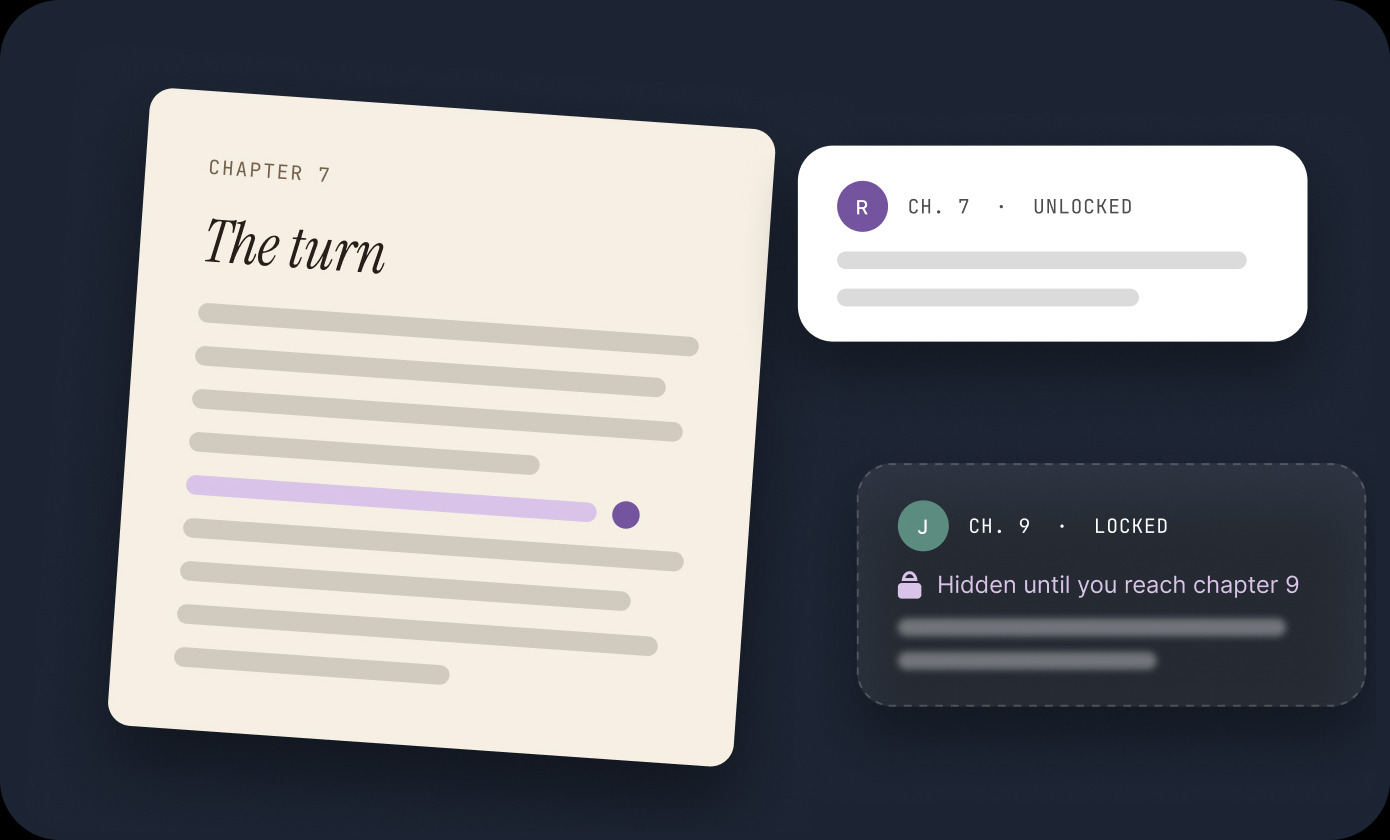 CHAPTER 7
The turn
R CH. 7 · UNLOCKED
J CH. 9 · LOCKED
Hidden until you reach chapter 9